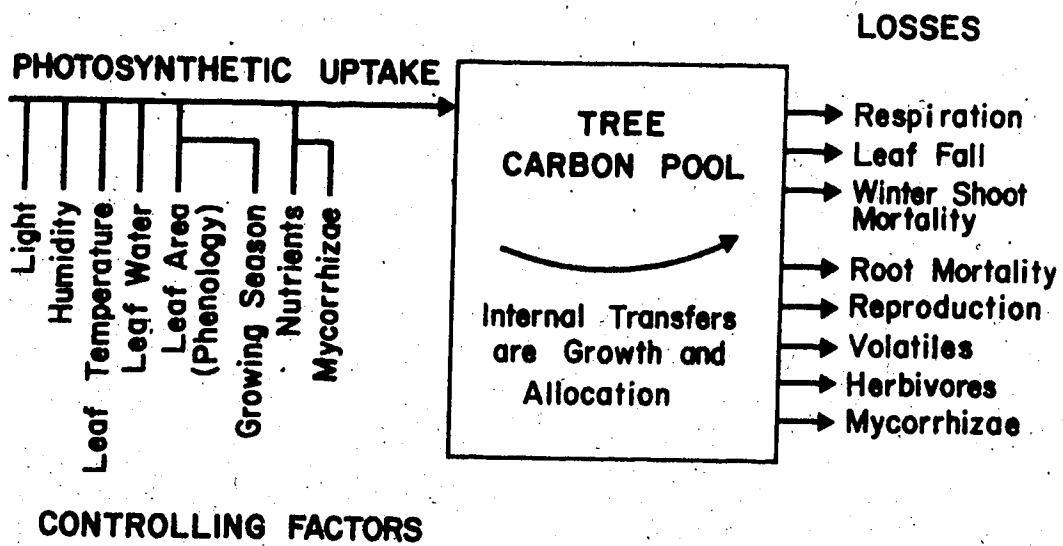 LOSSES
PHOTOSYNTHETIC UPTAKE
Light
Humidity
Leaf Temperature
Leaf Water
Leaf Area
(Phenology)
Growing Season
Nutrients
Mycorrhizae
CONTROLLING FACTORS
TREE
CARBON POOL
Internal Transfers
are Growth and
Allocation
Respiration
Leaf Fall
Winter Shoot
Mortality
Root Mortality
Reproduction
Volatiles
Herbivores
Mycorrhizae